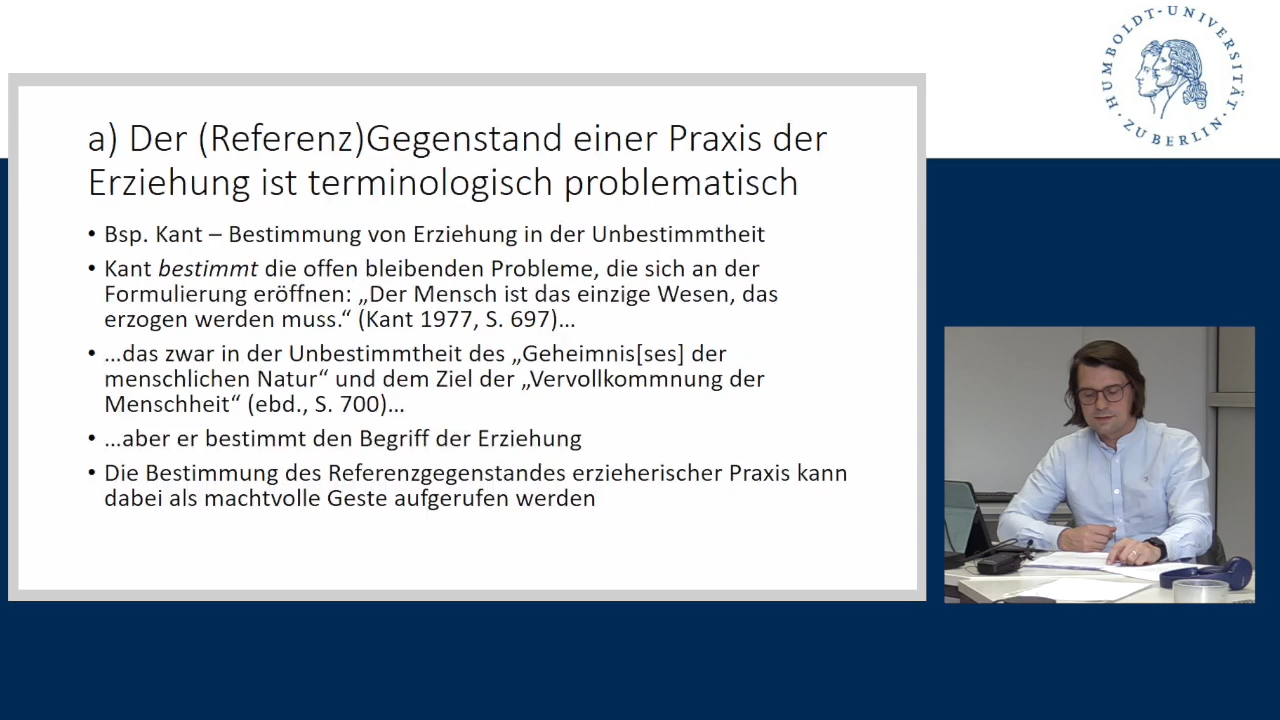 HUMBOLDT-UNIVERSITÄT
· ZU BERLIN ·
a) Der (Referenz)Gegenstand einer Praxis der
Erziehung ist terminologisch problematisch
• Bsp. Kant – Bestimmung von Erziehung in der Unbestimmtheit
• Kant bestimmt die offen bleibenden Probleme, die sich an der
Formulierung eröffnen: „Der Mensch ist das einzige Wesen, das
erzogen werden muss.“ (Kant 1977, S. 697)…
• …das zwar in der Unbestimmtheit des „Geheimnis[ses] der
menschlichen Natur“ und dem Ziel der „Vervollkommnung der
Menschheit“ (ebd., S. 700)…
• …aber er bestimmt den Begriff der Erziehung
• Die Bestimmung des Referenzgegenstandes erzieherischer Praxis kann
dabei als machtvolle Geste aufgerufen werden